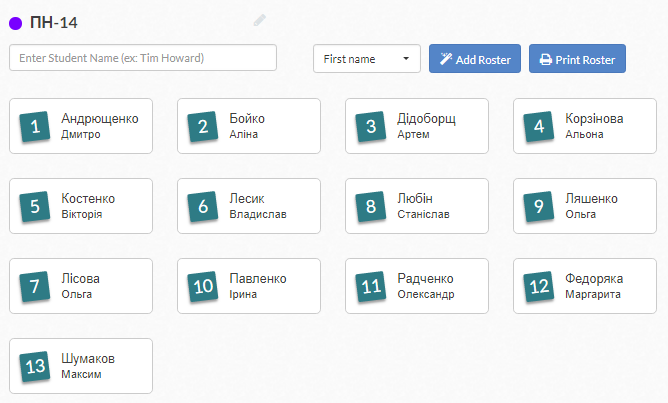 ПН-14
Enter Student Name (ex: Tim Howard)
First name
Add Roster
Print Roster
1
Андрющенко
Дмитро
2
Бойко
Аліна
3
Дідоборщ
Артем
4
Корзінова
Альона
5
Костенко
Вікторія
6
Лесик
Владислав
8
Любін
Станіслав
9
Ляшенко
Ольга
7
Лісова
Ольга
10
Павленко
Ірина
11
Радченко
Олександр
12
Федоряка
Маргарита
13
Шумаков
Максим